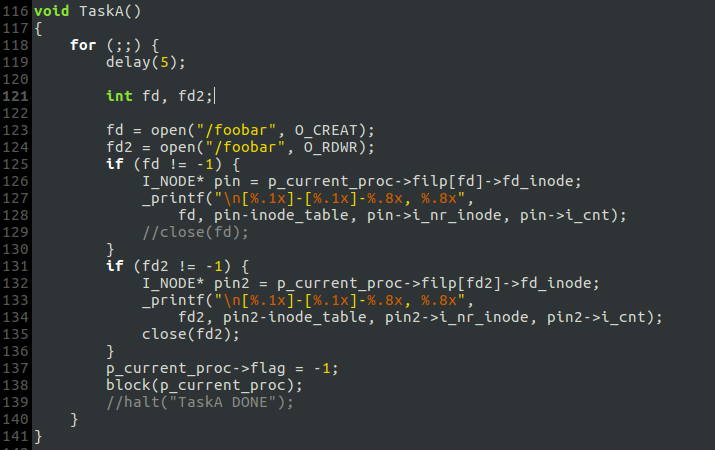 116 void TaskA()
117 {
118     for (;;) {
119         delay(5);
120
121         int fd, fd2;
122
123         fd = open("/foobar", O_CREAT);
124         fd2 = open("/foobar", O_RDWR);
125         if (fd != -1) {
126             I_NODE* pin = p_current_proc->filp[fd]->fd_inode;
127             _printf("\n[%.1x]-[%.1x]-%.8x, %.8x",
128                 fd, pin-inode_table, pin->i_nr_inode, pin->i_cnt);
129             //close(fd);
130         }
131         if (fd2 != -1) {
132             I_NODE* pin2 = p_current_proc->filp[fd2]->fd_inode;
133             _printf("\n[%.1x]-[%.1x]-%.8x, %.8x",
134                 fd2, pin2-inode_table, pin2->i_nr_inode, pin2->i_cnt);
135             close(fd2);
136         }
137         p_current_proc->flag = -1;
138         block(p_current_proc);
139         //halt("TaskA DONE");
140     }
141 }